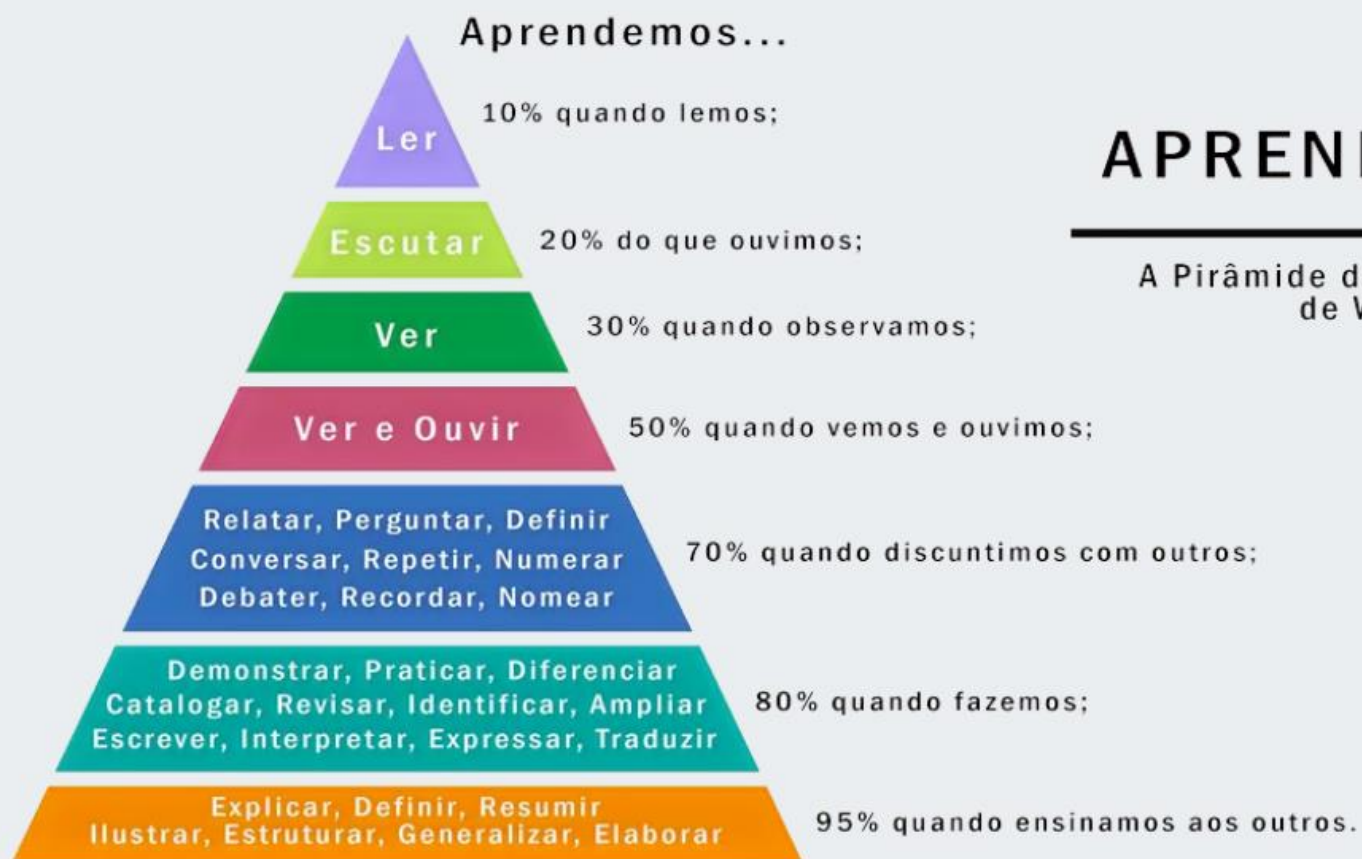 Aprendemos...
Ler
10% quando lemos;
Escutar
20% do que ouvimos;
Ver
30% quando observamos;
Ver e Ouvir
50% quando vemos e ouvimos;
Relatar, Perguntar, Definir
Conversar, Repetir, Numerar
Debater, Recordar, Nomear
70% quando discuntimos com outros;
Demonstrar, Praticar, Diferenciar
Catalogar, Revisar, Identificar, Ampliar
Escrever, Interpretar, Expressar, Traduzir
80% quando fazemos;
Explicar, Definir, Resumir
Ilustrar, Estruturar, Generalizar, Elaborar
95% quando ensinamos aos outros.
A Pirâmide
de